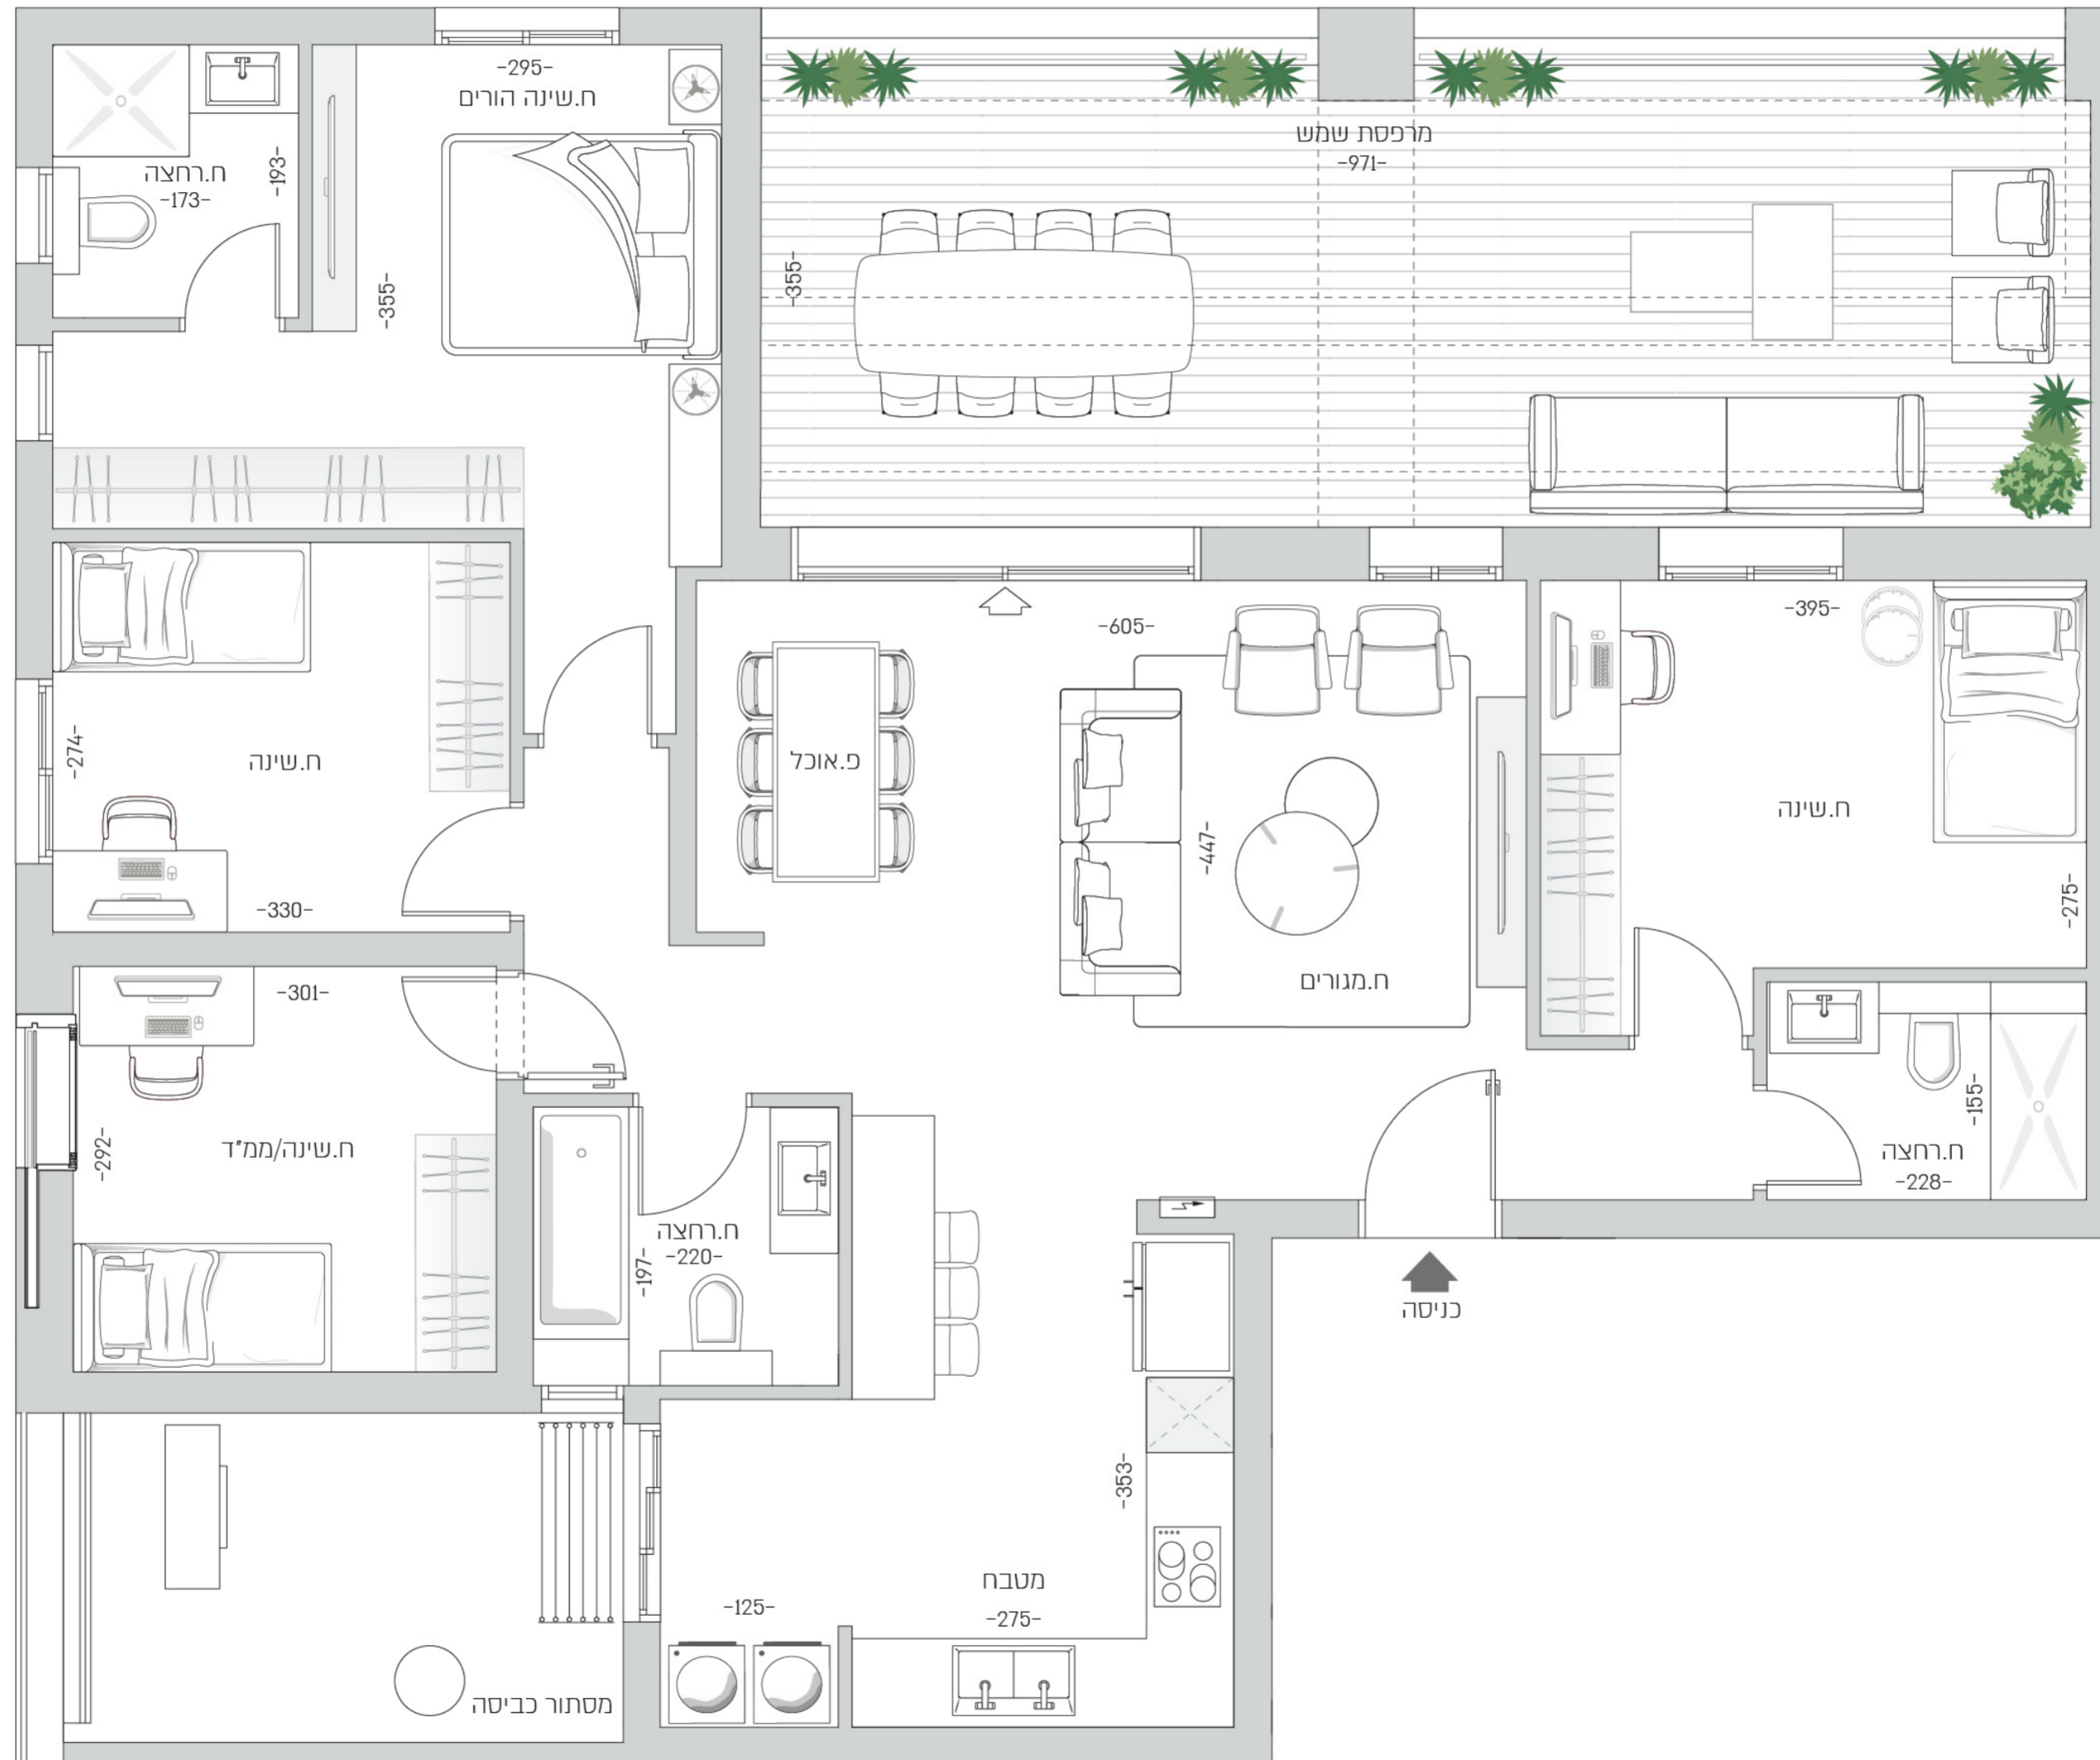 -295-
ח.שינה הורים
ח.רחצה
-173-
-193-
-355-
מרפסת שמש
-971-
-355-
-605-
-395-
ח.שינה
-274-
-330-
פ.אוכל
-447-
ח.מגורים
ח.שינה
-275-
-301-
ח.שינה/ממ"ד
-292-
ח.רחצה
-220-
-197-
ח.רחצה
-228-
-155-
כניסה
-353-
מטבח
-275-
-125-
מסתור כביסה